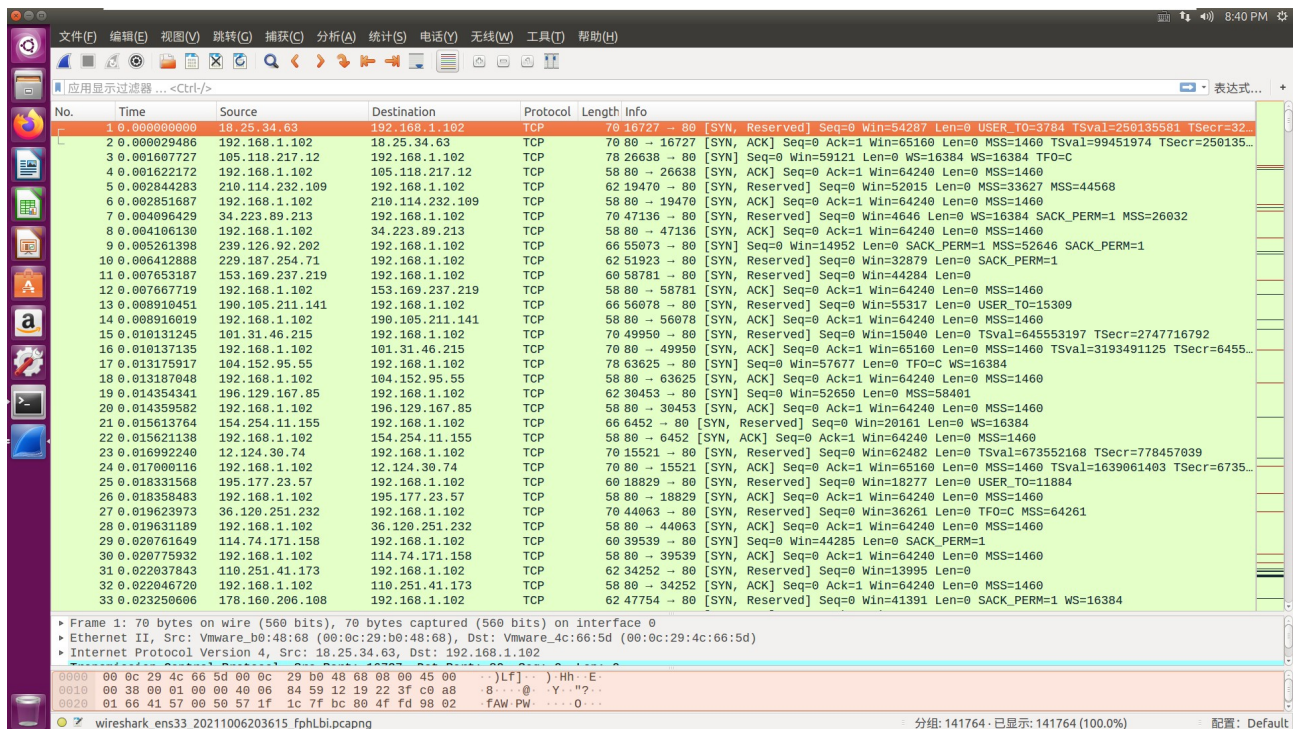 8:40 PM
文件(F) 编辑(E) 视图(V) 跳转(G) 捕获(C) 分析(A) 统计(S) 电话(Y) 无线(W) 工具(T) 帮助(H)
应用显示过滤器 … <Ctrl-/> 表达式… +
No. Time Source Destination Protocol Length Info
1 0.000000000 18.25.34.63 192.168.1.102 TCP 70 16727 → 80 [SYN, Reserved] Seq=0 Win=54287 Len=0 USER_TO=3784 TSval=250135581 TSecr=32…
2 0.000029486 192.168.1.102 18.25.34.63 TCP 70 80 → 16727 [SYN, ACK] Seq=0 Ack=1 Win=65160 Len=0 MSS=1460 TSval=99451974 TSecr=250135…
3 0.001607727 105.118.217.12 192.168.1.102 TCP 78 26638 → 80 [SYN] Seq=0 Win=59121 Len=0 WS=16384 WS=16384 TFO=C
4 0.001622172 192.168.1.102 105.118.217.12 TCP 58 80 → 26638 [SYN, ACK] Seq=0 Ack=1 Win=64240 Len=0 MSS=1460
5 0.002844283 210.114.232.109 192.168.1.102 TCP 62 19470 → 80 [SYN, Reserved] Seq=0 Win=52015 Len=0 MSS=33627 MSS=44568
6 0.002851687 192.168.1.102 210.114.232.109 TCP 58 80 → 19470 [SYN, ACK] Seq=0 Ack=1 Win=64240 Len=0 MSS=1460
7 0.004096429 34.223.89.213 192.168.1.102 TCP 70 47136 → 80 [SYN, Reserved] Seq=0 Win=4646 Len=0 WS=16384 SACK_PERM=1 MSS=26032
8 0.004106130 192.168.1.102 34.223.89.213 TCP 58 80 → 47136 [SYN, ACK] Seq=0 Ack=1 Win=64240 Len=0 MSS=1460
9 0.005261398 239.126.92.202 192.168.1.102 TCP 66 55073 → 80 [SYN] Seq=0 Win=14952 Len=0 SACK_PERM=1 MSS=52646 SACK_PERM=1
10 0.006412888 229.187.254.71 192.168.1.102 TCP 62 51923 → 80 [SYN, Reserved] Seq=0 Win=32879 Len=0 SACK_PERM=1
11 0.007653187 153.169.237.219 192.168.1.102 TCP 60 58781 → 80 [SYN, Reserved] Seq=0 Win=44284 Len=0
12 0.007667719 192.168.1.102 153.169.237.219 TCP 58 80 → 58781 [SYN, ACK] Seq=0 Ack=1 Win=64240 Len=0 MSS=1460
13 0.008910451 190.105.211.141 192.168.1.102 TCP 66 56078 → 80 [SYN, Reserved] Seq=0 Win=55317 Len=0 USER_TO=15309
14 0.008916019 192.168.1.102 190.105.211.141 TCP 58 80 → 56078 [SYN, ACK] Seq=0 Ack=1 Win=64240 Len=0 MSS=1460
15 0.010131245 101.31.46.215 192.168.1.102 TCP 70 49950 → 80 [SYN, Reserved] Seq=0 Win=15040 Len=0 TSval=645553197 TSecr=2747716792
16 0.010137135 192.168.1.102 101.31.46.215 TCP 70 80 → 49950 [SYN, ACK] Seq=0 Ack=1 Win=65160 Len=0 MSS=1460 TSval=3193491125 TSecr=6455…
17 0.013175917 104.152.95.55 192.168.1.102 TCP 78 63625 → 80 [SYN] Seq=0 Win=57677 Len=0 TFO=C WS=16384
18 0.013187048 192.168.1.102 104.152.95.55 TCP 58 80 → 63625 [SYN, ACK] Seq=0 Ack=1 Win=64240 Len=0 MSS=1460
19 0.014354341 196.129.167.85 192.168.1.102 TCP 62 30453 → 80 [SYN] Seq=0 Win=52650 Len=0 MSS=58401
20 0.014359582 192.168.1.102 196.129.167.85 TCP 58 80 → 30453 [SYN, ACK] Seq=0 Ack=1 Win=64240 Len=0 MSS=1460
21 0.015613764 154.254.11.155 192.168.1.102 TCP 66 6452 → 80 [SYN, Reserved] Seq=0 Win=20161 Len=0 WS=16384
22 0.015621138 192.168.1.102 154.254.11.155 TCP 58 80 → 6452 [SYN, ACK] Seq=0 Ack=1 Win=64240 Len=0 MSS=1460
23 0.016992240 12.124.30.74 192.168.1.102 TCP 70 15521 → 80 [SYN, Reserved] Seq=0 Win=62482 Len=0 TSval=673552168 TSecr=778457039
24 0.017000116 192.168.1.102 12.124.30.74 TCP 70 80 → 15521 [SYN, ACK] Seq=0 Ack=1 Win=65160 Len=0 MSS=1460 TSval=1639061403 TSecr=6735…
25 0.018331568 195.177.23.57 192.168.1.102 TCP 60 18829 → 80 [SYN, Reserved] Seq=0 Win=18277 Len=0 USER_TO=11884
26 0.018358483 192.168.1.102 195.177.23.57 TCP 58 80 → 18829 [SYN, ACK] Seq=0 Ack=1 Win=64240 Len=0 MSS=1460
27 0.019623973 36.120.251.232 192.168.1.102 TCP 70 44063 → 80 [SYN, Reserved] Seq=0 Win=36261 Len=0 TFO=C MSS=64261
28 0.019631189 192.168.1.102 36.120.251.232 TCP 58 80 → 44063 [SYN, ACK] Seq=0 Ack=1 Win=64240 Len=0 MSS=1460
29 0.020761649 114.74.171.158 192.168.1.102 TCP 60 39539 → 80 [SYN] Seq=0 Win=44285 Len=0 SACK_PERM=1
30 0.020775932 192.168.1.102 114.74.171.158 TCP 58 80 → 39539 [SYN, ACK] Seq=0 Ack=1 Win=64240 Len=0 MSS=1460
31 0.022037843 110.251.41.173 192.168.1.102 TCP 62 34252 → 80 [SYN, Reserved] Seq=0 Win=13995 Len=0
32 0.022046720 192.168.1.102 110.251.41.173 TCP 58 80 → 34252 [SYN, ACK] Seq=0 Ack=1 Win=64240 Len=0 MSS=1460
33 0.023250606 178.160.206.108 192.168.1.102 TCP 62 47754 → 80 [SYN, Reserved] Seq=0 Win=41391 Len=0 SACK_PERM=1 WS=16384
Frame 1: 70 bytes on wire (560 bits), 70 bytes captured (560 bits) on interface 0
Ethernet II, Src: Vmware_b0:48:68 (00:0c:29:b0:48:68), Dst: Vmware_4c:66:5d (00:0c:29:4c:66:5d)
Internet Protocol Version 4, Src: 18.25.34.63, Dst: 192.168.1.102
0000 00 0c 29 4c 66 5d 00 0c 29 b0 48 68 08 00 45 00 ··)Lf]·· )·Hh··E·
0010 00 38 00 01 00 00 40 06 84 59 12 19 22 3f c0 a8 ·8····@· ·Y··"?··
0020 01 66 41 57 00 50 57 1f 1c 7f bc 80 4f fd 98 02 ·fAW·PW· ····O···
wireshark_ens33_20211006203615_fphLbi.pcapng 分组: 141764 · 已显示: 141764 (100.0%) 配置: Default